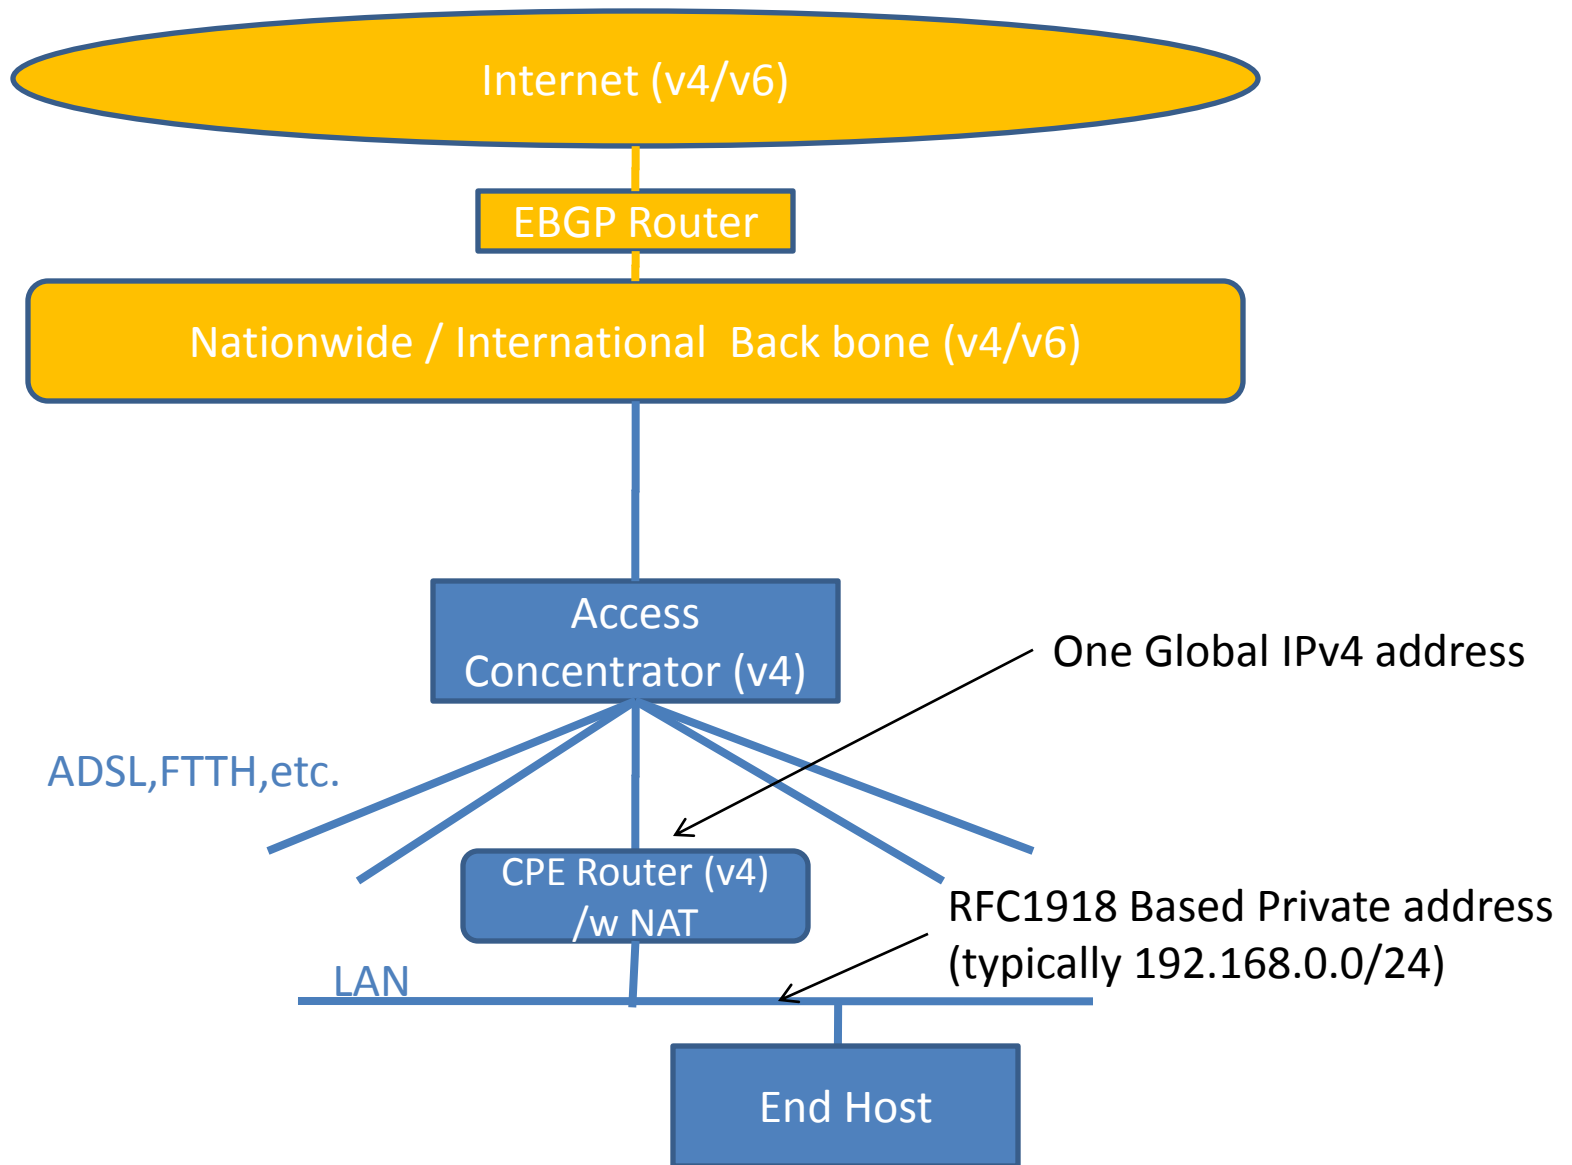 Internet (v4/v6)
EBGP Router
Nationwide / International  Back bone (v4/v6)
Access
Concentrator (v4)
One Global IPv4 address
ADSL,FTTH,etc.
CPE Router (v4)
/w NAT
RFC1918 Based Private address
(typically 192.168.0.0/24)
LAN
End Host